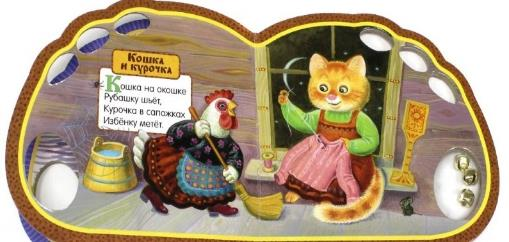 Кошка
и курочка
Кошка на окошке
Рубашку шьёт,
Курочка в сапожках
Избёнку метёт.